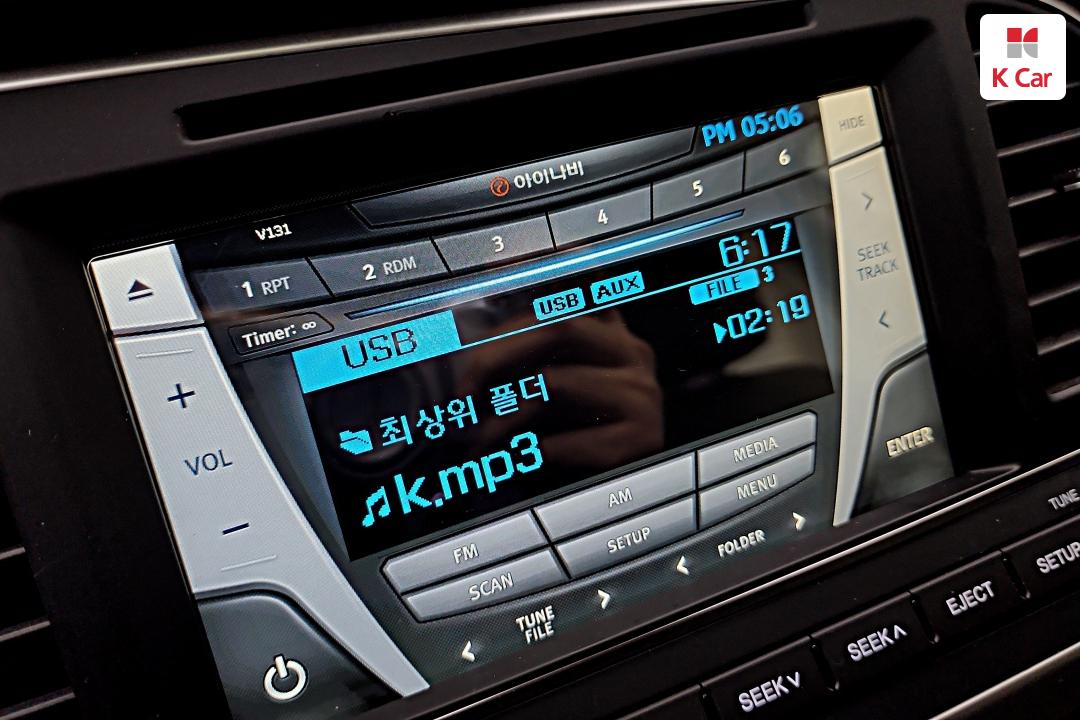 K Car
PM 05:06
HIDE
아이나비
V131
1 RPT
2 RDM
3
4
5
6
Timer: ∞
6:17
USB AUX
FILE 3
USB
▶02:19
SEEK
TRACK
+
VOL
−
최상위 폴더
k.mp3
ENTER
MEDIA
AM
MENU
FM
SETUP
SCAN
< FOLDER >
< TUNE FILE >
TUNE
SETUP
EJECT
SEEK∧
SEEK∨